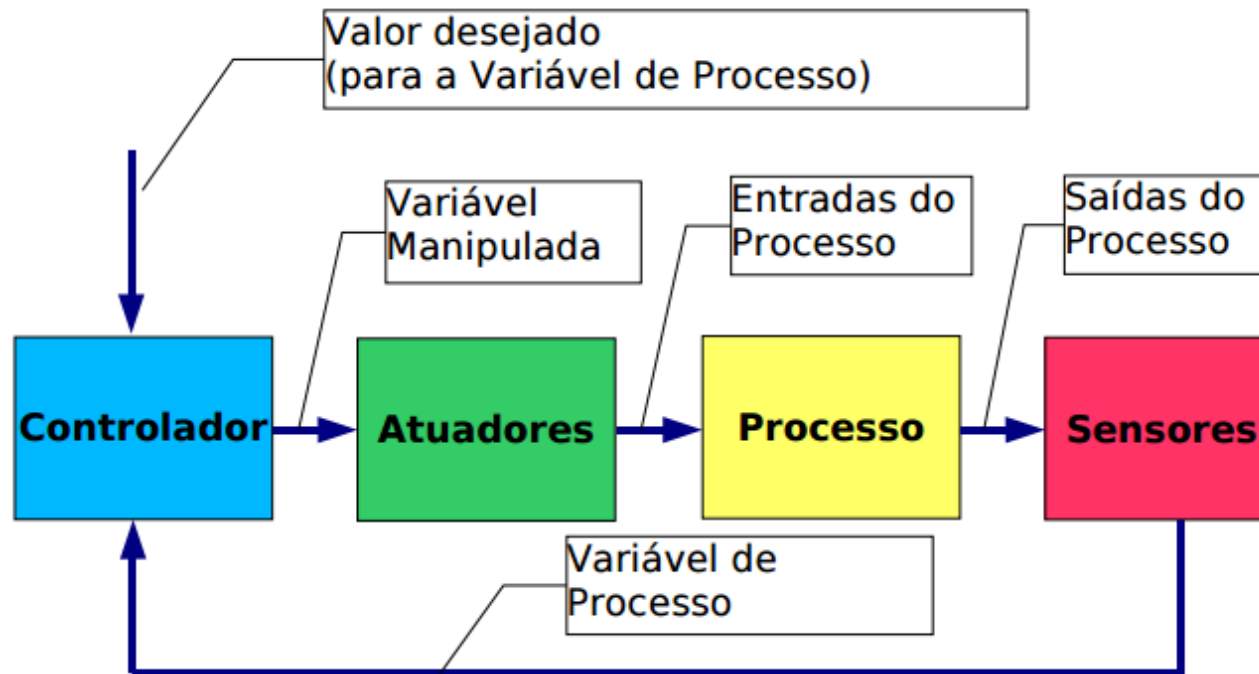 Valor desejado
(para a Variável de Processo)
Variável
Manipulada
Entradas do
Processo
Saídas do
Processo
Controlador
Atuadores
Processo
Sensores
Variável de
Processo